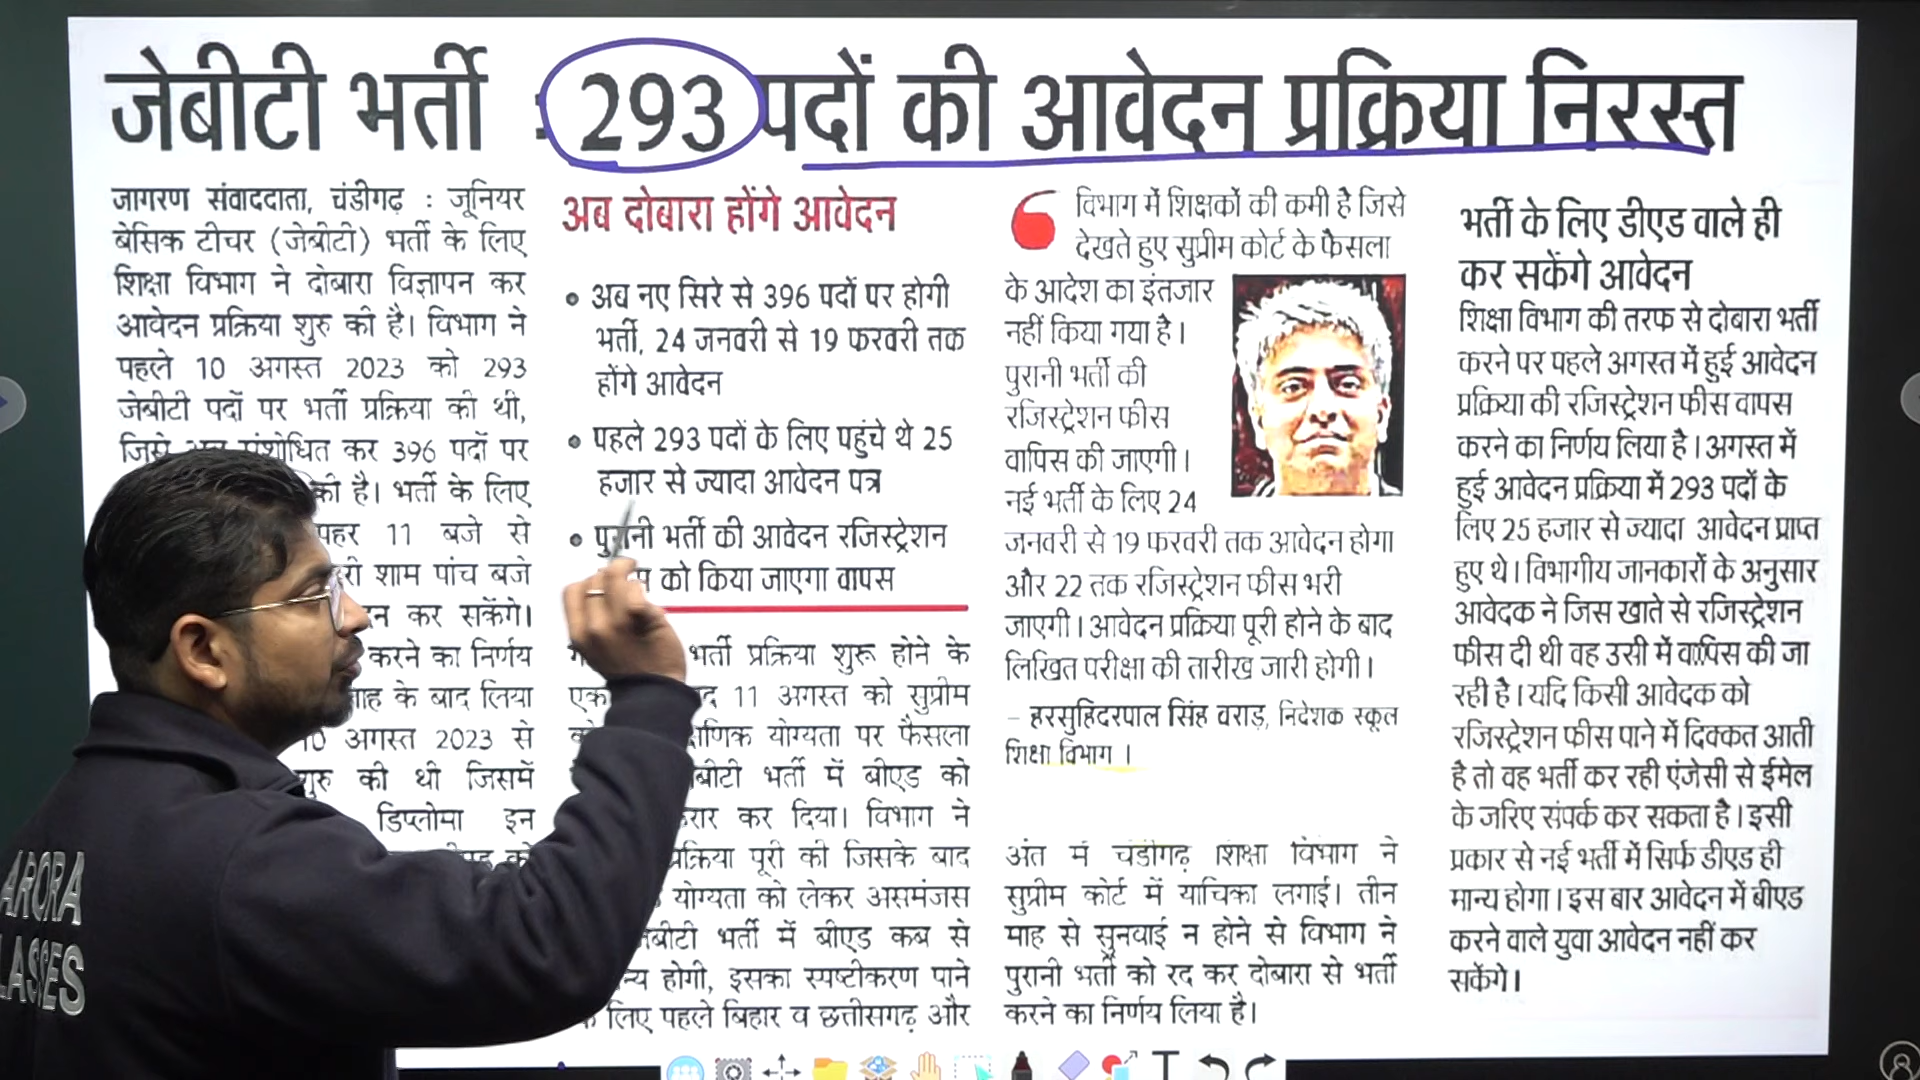 जेबीटी भर्ती : 293 पदों की आवेदन प्रक्रिया निरस्त
जागरण संवाददाता, चंडीगढ़ : जूनियर
बेसिक टीचर (जेबीटी) भर्ती के लिए
शिक्षा विभाग ने दोबारा विज्ञापन कर
आवेदन प्रक्रिया शुरु की है। विभाग ने
पहले 10 अगस्त 2023 को 293
जेबीटी पदों पर भर्ती प्रक्रिया की थी,
जिसे अब संशोधित कर 396 पदों पर
की है। भर्ती के लिए
11 बजे से
शाम पांच बजे
कर सकेंगे।
करने का निर्णय
के बाद लिया
10 अगस्त 2023 से
शुरु की थी जिसमें
डिप्लोमा इन
अब दोबारा होंगे आवेदन
• अब नए सिरे से 396 पदों पर होगी
भर्ती, 24 जनवरी से 19 फरवरी तक
होंगे आवेदन
• पहले 293 पदों के लिए पहुंचे थे 25
हजार से ज्यादा आवेदन पत्र
• पुरानी भर्ती की आवेदन रजिस्ट्रेशन
को किया जाएगा वापस
भर्ती प्रक्रिया शुरू होने के
एक 11 अगस्त को सुप्रीम
योग्यता पर फैसला
भर्ती में बीएड को
कर दिया। विभाग ने
प्रक्रिया पूरी की जिसके बाद
योग्यता को लेकर असमंजस
जेबीटी भर्ती में बीएड कब से
होगी, इसका स्पष्टीकरण पाने
के लिए पहले बिहार व छत्तीसगढ़ और
विभाग में शिक्षकों की कमी है जिसे
देखते हुए सुप्रीम कोर्ट के फैसला
के आदेश का इंतजार
नहीं किया गया है।
पुरानी भर्ती की
रजिस्ट्रेशन फीस
वापिस की जाएगी।
नई भर्ती के लिए 24
जनवरी से 19 फरवरी तक आवेदन होगा
और 22 तक रजिस्ट्रेशन फीस भरी
जाएगी। आवेदन प्रक्रिया पूरी होने के बाद
लिखित परीक्षा की तारीख जारी होगी।
– हरसुहिदरपाल सिंह वराड़, निदेशक स्कूल
शिक्षा विभाग।
अंत में चंडीगढ़ शिक्षा विभाग ने
सुप्रीम कोर्ट में याचिका लगाई। तीन
माह से सुनवाई न होने से विभाग ने
पुरानी भर्ती को रद कर दोबारा से भर्ती
करने का निर्णय लिया है।
भर्ती के लिए डीएड वाले ही
कर सकेंगे आवेदन
शिक्षा विभाग की तरफ से दोबारा भर्ती
करने पर पहले अगस्त में हुई आवेदन
प्रक्रिया की रजिस्ट्रेशन फीस वापस
करने का निर्णय लिया है। अगस्त में
हुई आवेदन प्रक्रिया में 293 पदों के
लिए 25 हजार से ज्यादा आवेदन प्राप्त
हुए थे। विभागीय जानकारों के अनुसार
आवेदक ने जिस खाते से रजिस्ट्रेशन
फीस दी थी वह उसी में वापिस की जा
रही है। यदि किसी आवेदक को
रजिस्ट्रेशन फीस पाने में दिक्कत आती
है तो वह भर्ती कर रही एंजेसी से ईमेल
के जरिए संपर्क कर सकता है। इसी
प्रकार से नई भर्ती में सिर्फ डीएड ही
मान्य होगा। इस बार आवेदन में बीएड
करने वाले युवा आवेदन नहीं कर
सकेंगे।
ARORA
CLASSES